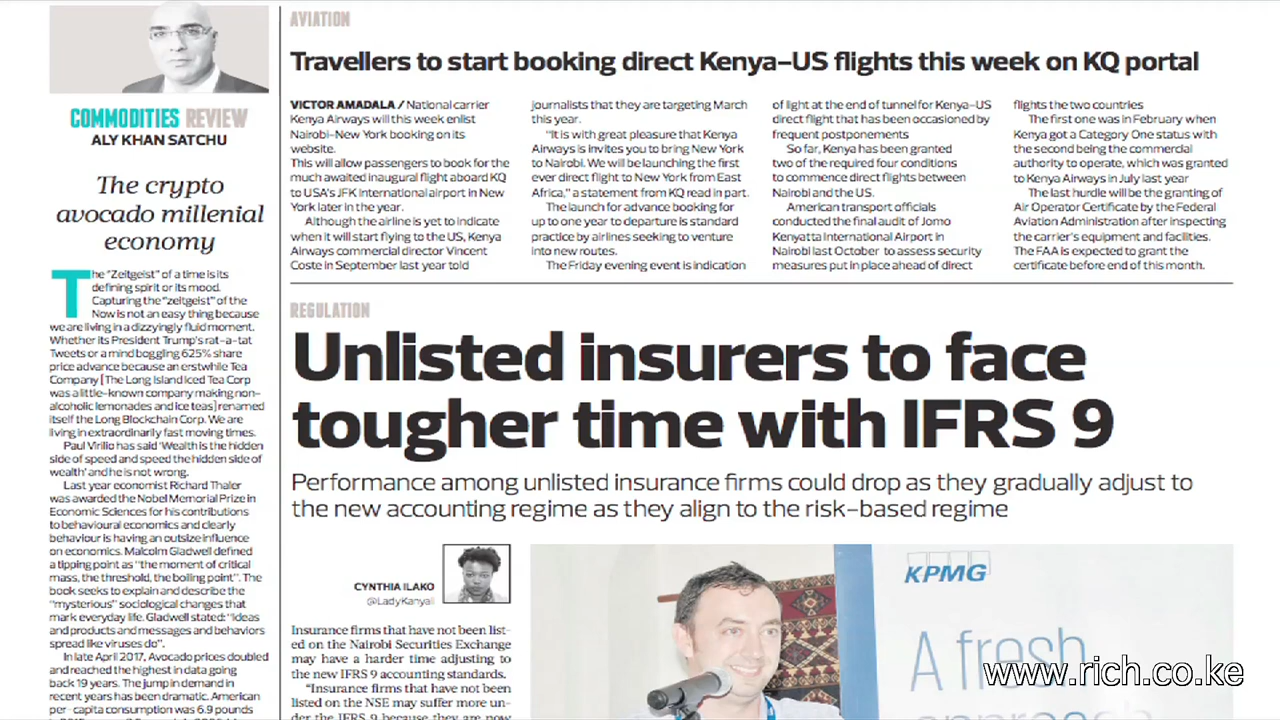 COMMODITIES REVIEW
ALY KHAN SATCHU
The crypto
avocado millenial
economy
The "Zeitgeist" of a time is its
defining spirit or its mood.
Capturing the "zeitgeist" of the
Now is not an easy thing because
we are living in a dizzyingly fluid moment.
Whether its President Trump's rat-a-tat
Tweets or a mind boggling 625% share
price advance because an erstwhile Tea
Company [The Long Island Iced Tea Corp
was a little-known company making non-
alcoholic lemonades and ice teas] renamed
itself the Long Blockchain Corp. We are
living in extraordinarily fast moving times.
Paul Virilio has said 'Wealth is the hidden
side of speed and speed the hidden side of
wealth' and he is not wrong.
Last year economist Richard Thaler
was awarded the Nobel Memorial Prize in
Economic Sciences for his contributions
to behavioural economics and clearly
behaviour is having an outsize influence
on economics. Malcolm Gladwell defined
a tipping point as "the moment of critical
mass, the threshold, the boiling point". The
book seeks to explain and describe the
"mysterious" sociological changes that
mark everyday life. Gladwell stated: "Ideas
and products and messages and behaviors
spread like viruses do".
In late April 2017, Avocado prices doubled
and reached the highest in data going
back 19 years. The jump in demand in
recent years has been dramatic. American
per-capita consumption was 6.9 pounds
AVIATION
Travellers to start booking direct Kenya-US flights this week on KQ portal
VICTOR AMADALA / National carrier
Kenya Airways will this week enlist
Nairobi-New York booking on its
website.
This will allow passengers to book for the
much awaited inaugural flight aboard KQ
to USA's JFK International airport in New
York later in the year.
Although the airline is yet to indicate
when it will start flying to the US, Kenya
Airways commercial director Vincent
Coste in September last year told
journalists that they are targeting March
this year.
"It is with great pleasure that Kenya
Airways is invites you to bring New York
to Nairobi. We will be launching the first
ever direct flight to New York from East
Africa," a statement from KQ read in part.
The launch for advance booking for
up to one year to departure is standard
practice by airlines seeking to venture
into new routes.
The Friday evening event is indication
of light at the end of tunnel for Kenya-US
direct flight that has been occasioned by
frequent postponements
So far, Kenya has been granted
two of the required four conditions
to commence direct flights between
Nairobi and the US.
American transport officials
conducted the final audit of Jomo
Kenyatta International Airport in
Nairobi last October to assess security
measures put in place ahead of direct
flights the two countries
The first one was in February when
Kenya got a Category One status with
the second being the commercial
authority to operate, which was granted
to Kenya Airways in July last year
The last hurdle will be the granting of
Air Operator Certificate by the Federal
Aviation Administration after inspecting
the carrier's equipment and facilities.
The FAA is expected to grant the
certificate before end of this month.
REGULATION
Unlisted insurers to face
tougher time with IFRS 9
Performance among unlisted insurance firms could drop as they gradually adjust to
the new accounting regime as they align to the risk-based regime
CYNTHIA ILAKO
@LadyKanyali
Insurance firms that have not been list-
ed on the Nairobi Securities Exchange
may have a harder time adjusting to
the new IFRS 9 accounting standards.
"Insurance firms that have not been
listed on the NSE may suffer more un-
der the IFRS 9 because they are now
KPMG
A fresh
approach
www.rich.co.ke